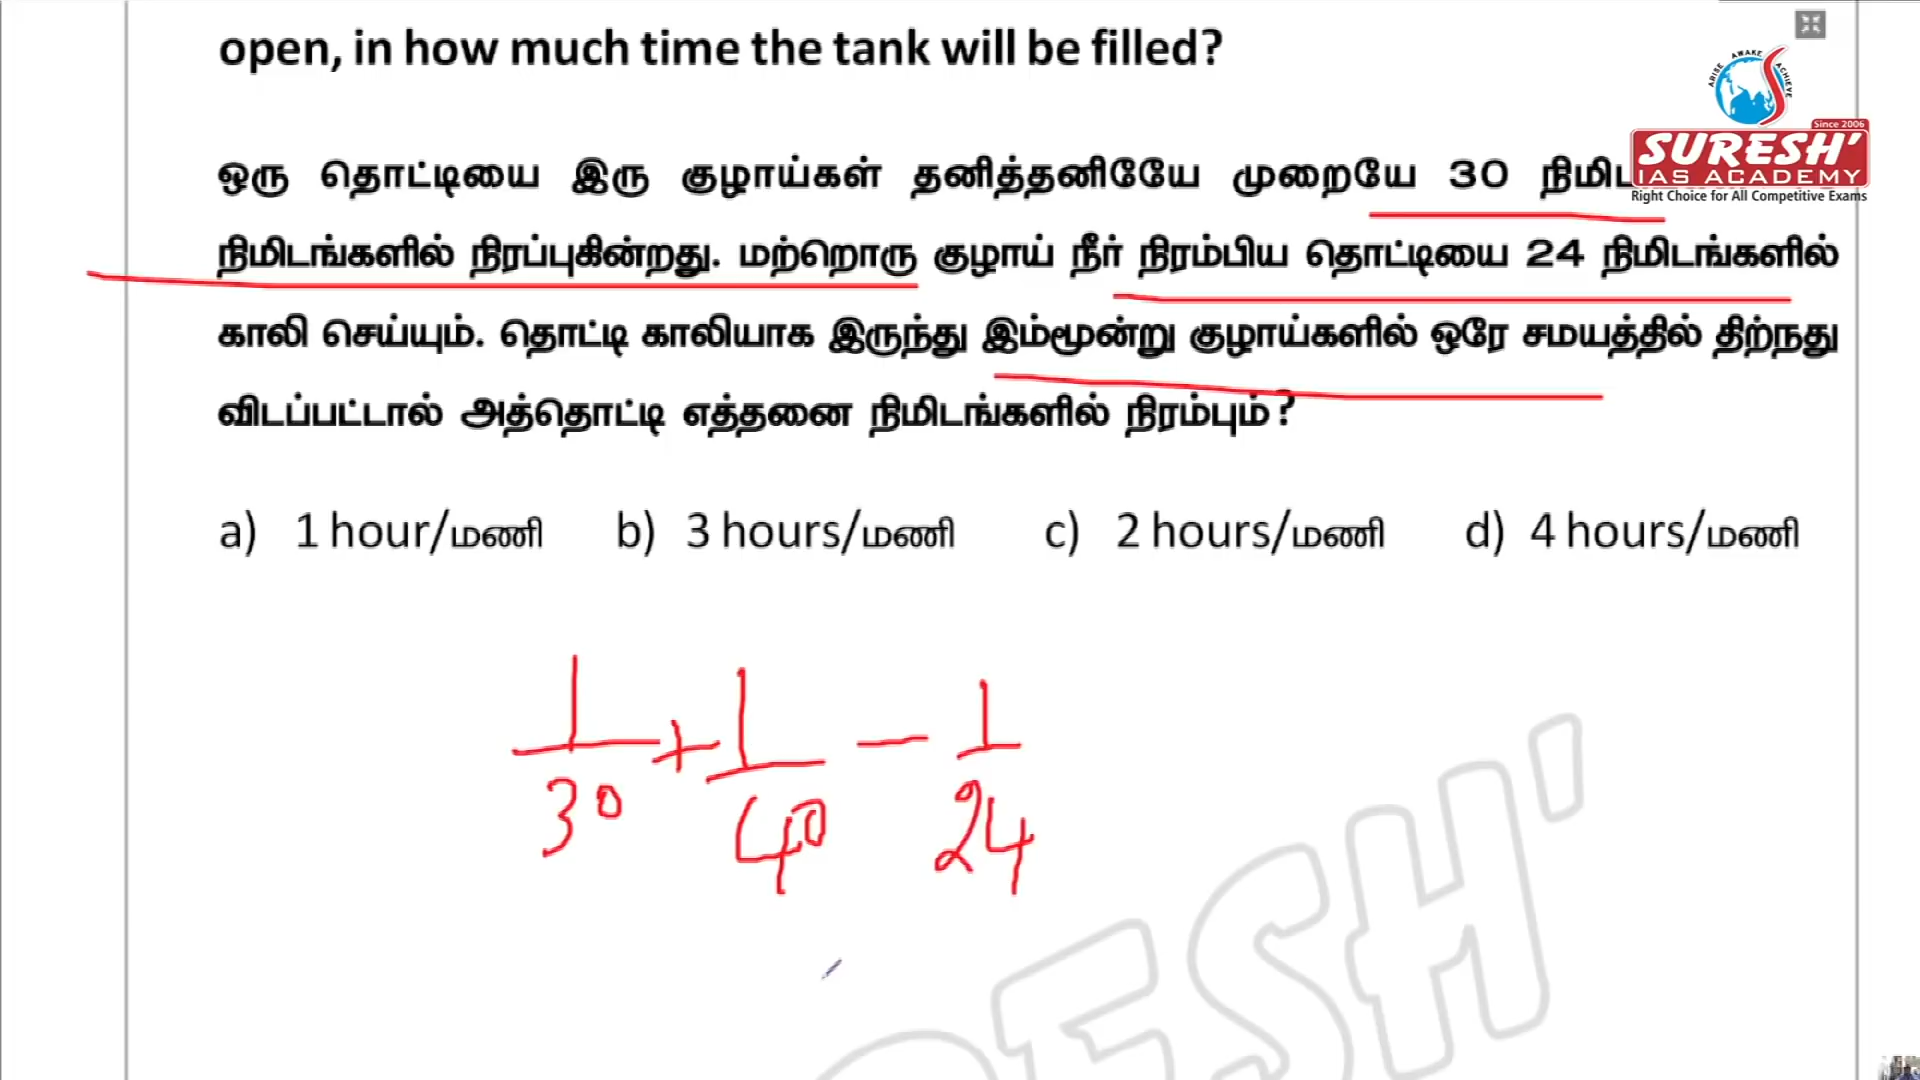 open, in how much time the tank will be filled?
ARISE AWAKE ACHIEVE
Since 2006
SURESH'
IAS ACADEMY
Right Choice for All Competitive Exams
ஒரு தொட்டியை இரு குழாய்கள் தனித்தனியேே முறையே 30
நிமிடங்களில் நிரப்புகின்றது. மற்றொரு குழாய் நீர் நிரம்பிய தொட்டியை 24 நிமிடங்களில்
காலி செய்யும். தொட்டி காலியாக இருந்து இம்மூன்று குழாய்களில் ஒரே சமயத்தில் திற்நது
விடப்பட்டால் அத்தொட்டி எத்தனை நிமிடங்களில் நிரம்பும்?
a) 1 hour/மணி b) 3 hours/மணி c) 2 hours/மணி d) 4 hours/மணி
1/30 + 1/40 - 1/24